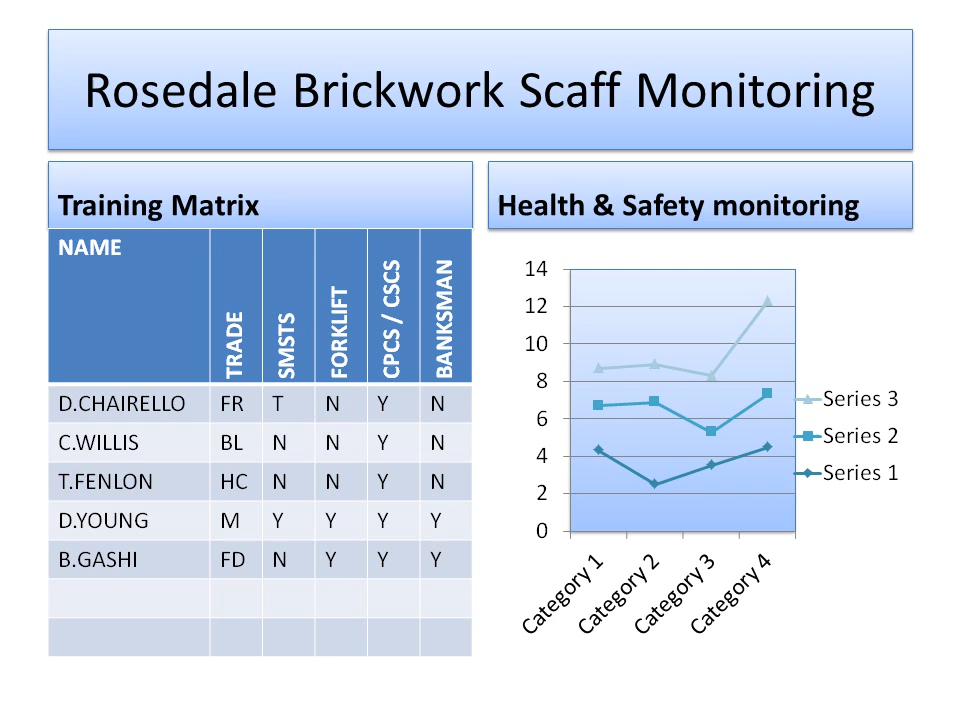 Rosedale Brickwork Scaff Monitoring
Training Matrix
NAME TRADE SMSTS FORKLIFT CPCS / CSCS BANKSMAN
D.CHAIRELLO FR T N Y N
C.WILLIS BL N N Y N
T.FENLON HC N N Y N
D.YOUNG M Y Y Y Y
B.GASHI FD N Y Y Y
Health & Safety monitoring
14
12
10
8
6
4
2
0
Category 1
Category 2
Category 3
Category 4
Series 3
Series 2
Series 1